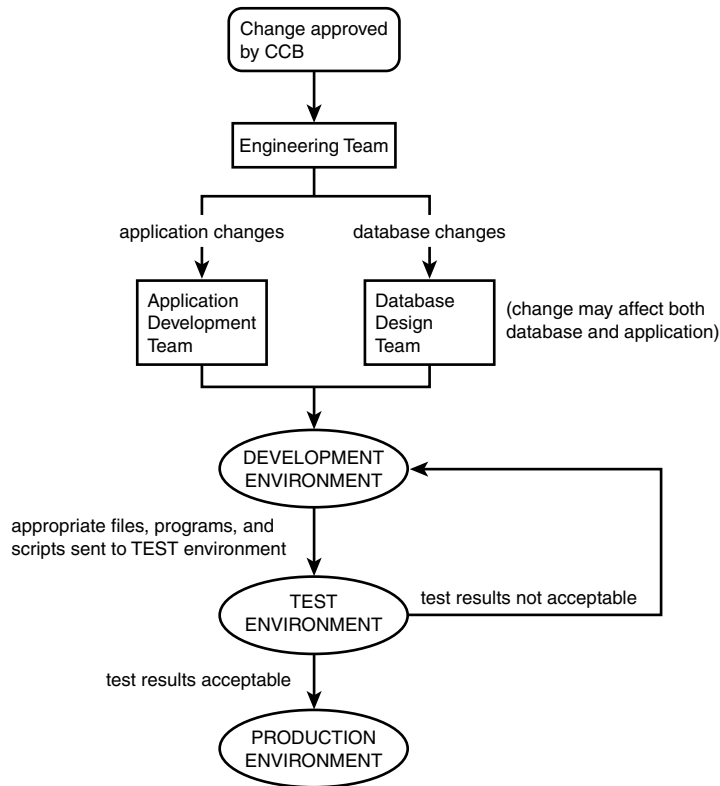 Change approved
by CCB
Engineering Team
application changes
database changes
Application
Development
Team
Database
Design
Team
(change may affect both
database and application)
DEVELOPMENT
ENVIRONMENT
appropriate files, programs, and
scripts sent to TEST environment
TEST
ENVIRONMENT
test results not acceptable
test results acceptable
PRODUCTION
ENVIRONMENT